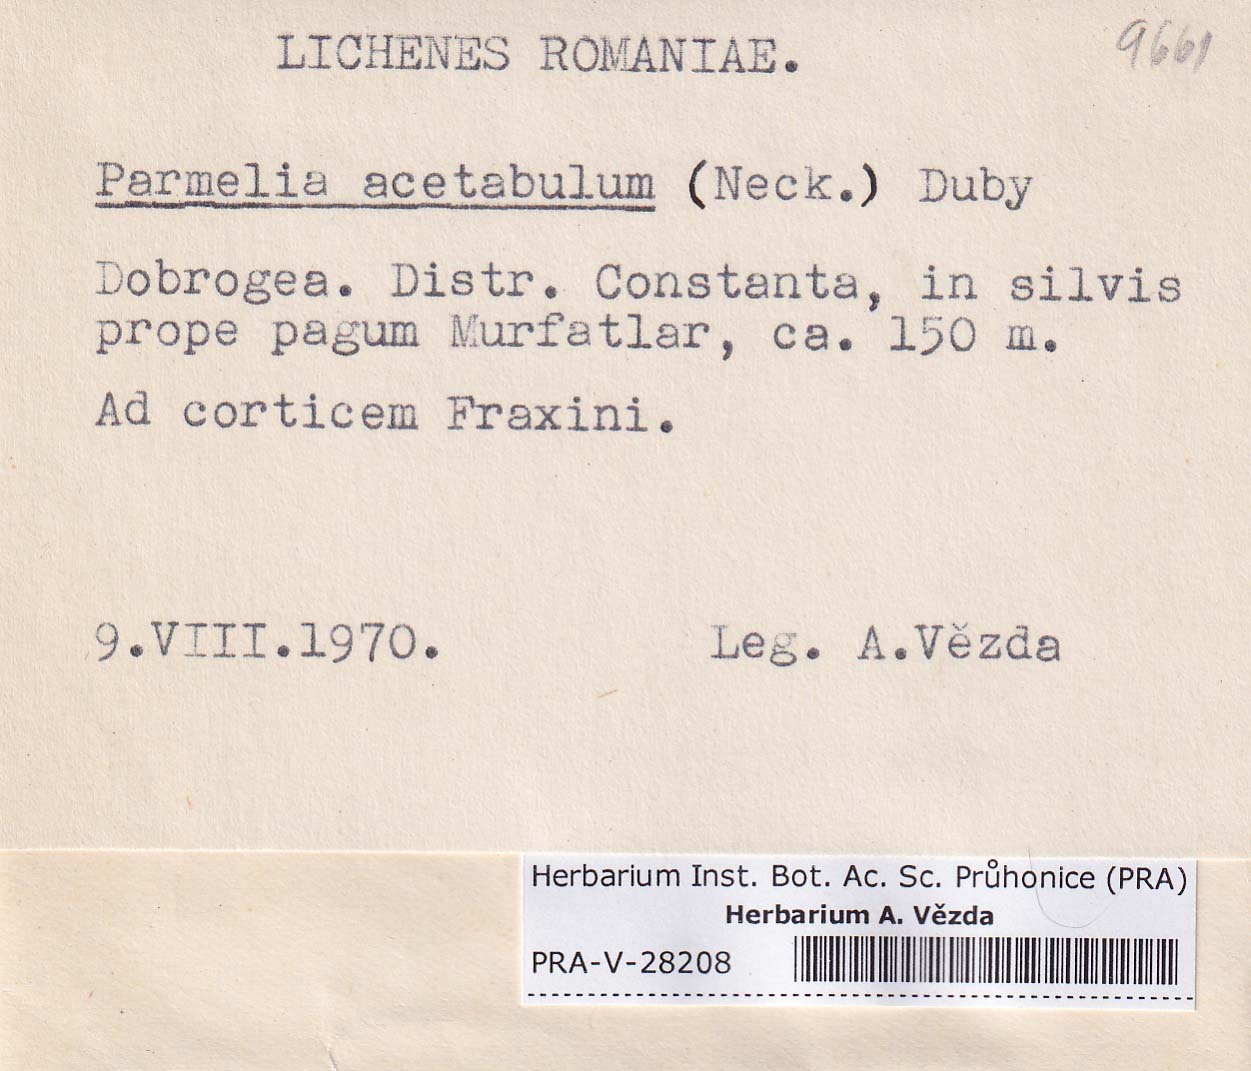 LICHENES ROMANIAE.
9661
Parmelia acetabulum (Neck.) Duby
Dobrogea. Distr. Constanta, in silvis
prope pagum Murfatlar, ca. 150 m.
Ad corticem Fraxini.
9.VIII.1970. Leg. A.Vězda
Herbarium Inst. Bot. Ac. Sc. Průhonice (PRA)
Herbarium A. Vězda
PRA-V-28208